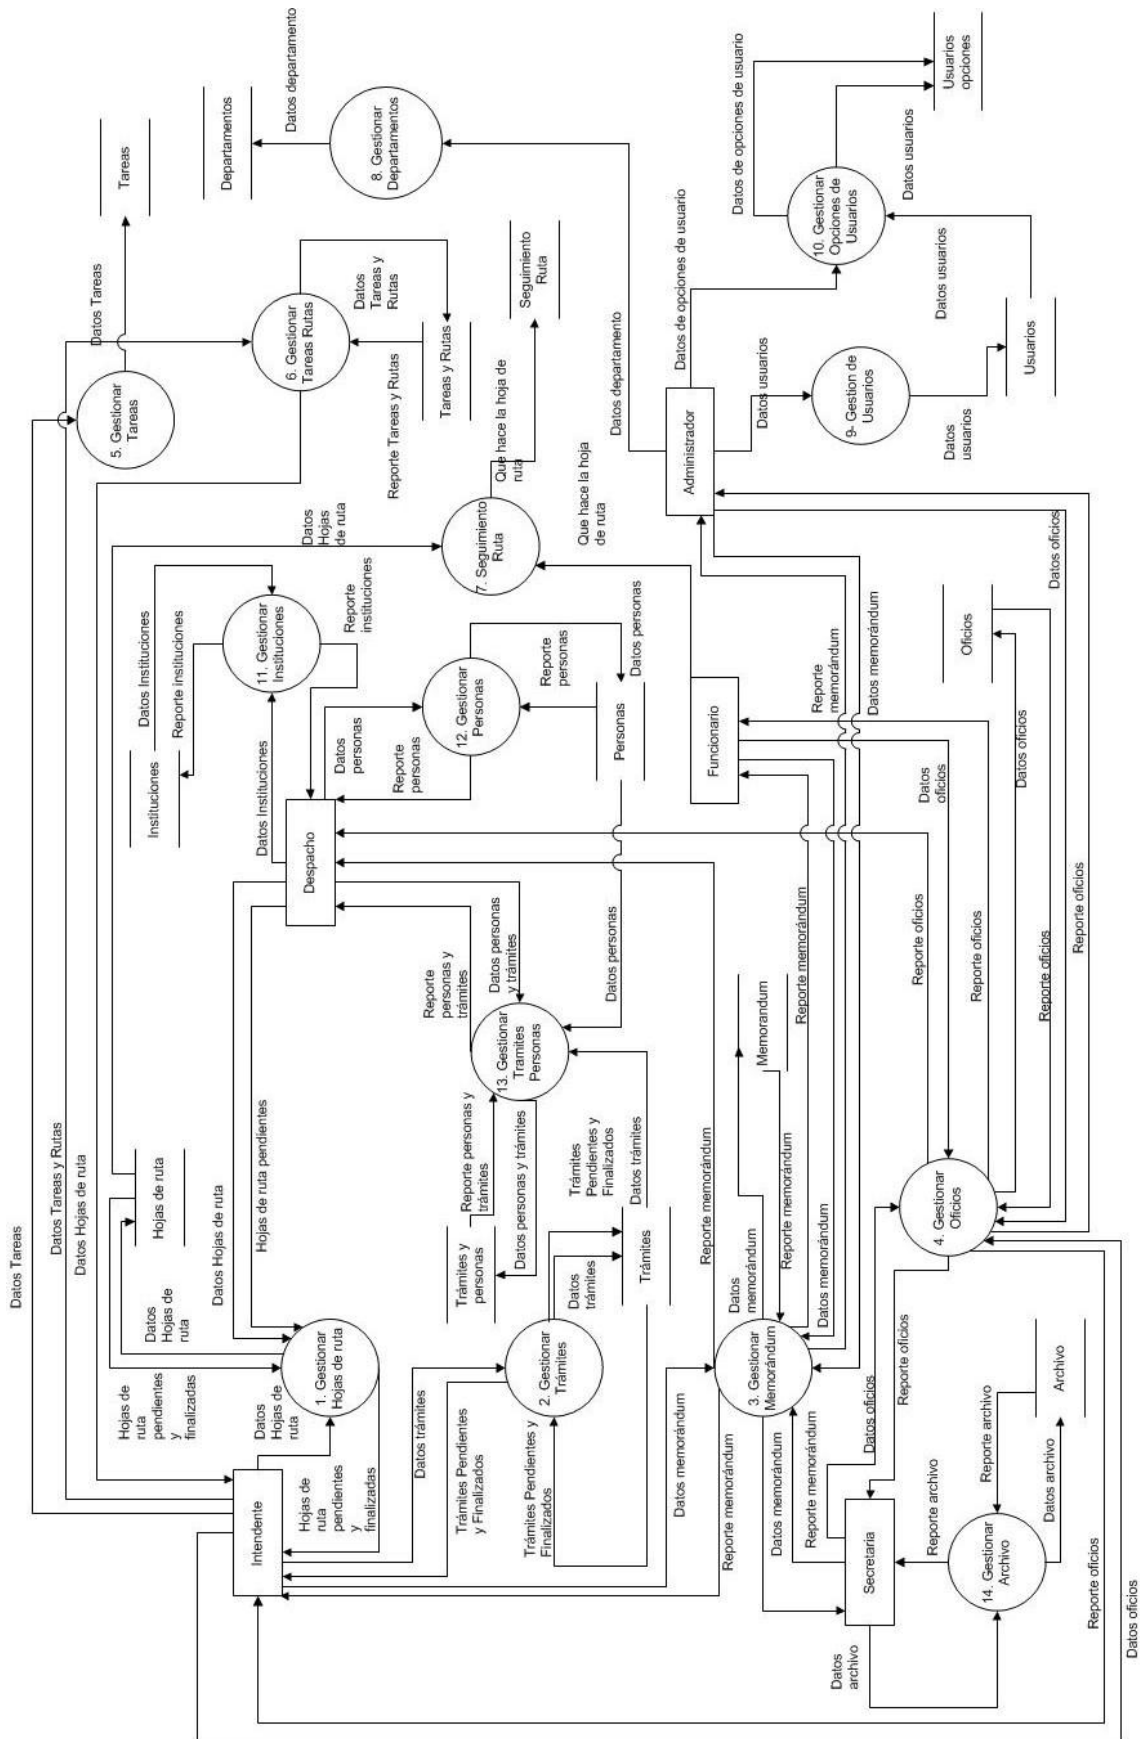 Datos Tareas
Datos Tareas y Rutas
Datos Hojas de ruta
Hojas de
ruta
pendientes
y
finalizadas
Datos
Hojas de
ruta
Hojas de ruta
Datos Hojas de ruta
Hojas de ruta pendientes
1. Gestionar
Hojas de ruta
Datos
Hojas de
ruta
Hojas de
ruta
pendientes
y
finalizadas
Intendente
Datos trámites
Trámites Pendientes
y Finalizados
Trámites Pendientes y
Finalizados
2. Gestionar
Trámites
Datos
trámites
Trámites
Trámites
Pendientes y
Finalizados
Datos trámites
Trámites y
personas
Reporte personas y
trámites
Datos personas y trámites
13. Gestionar
Tramites
Personas
Reporte
personas y
trámites
Datos personas
y trámites
Datos personas
Despacho
Datos Instituciones
Instituciones
Reporte instituciones
Datos Instituciones
11. Gestionar
Instituciones
Reporte
instituciones
Datos
personas
Reporte
personas
12. Gestionar
Personas
Reporte
personas
Personas
Datos personas
5. Gestionar
Tareas
Datos Tareas
Tareas
6. Gestionar
Tareas Rutas
Datos
Tareas y
Rutas
Reporte Tareas y Rutas
Tareas y Rutas
Departamentos
Datos departamento
8. Gestionar
Departamentos
Datos
Hojas
de ruta
7. Seguimiento
Ruta
Que hace la hoja de
ruta
Seguimiento
Ruta
Que hace la hoja
de ruta
Datos departamento
Datos de opciones de usuario
Administrador
Datos usuarios
9- Gestion de
Usuarios
Datos
usuarios
Usuarios
Datos usuarios
Datos usuarios
10. Gestionar
Opciones de
Usuarios
Datos de opciones de usuario
Datos usuarios
Usuarios
opciones
Funcionario
Reporte
memorándum
Datos memorándum
Datos
oficios
Datos oficios
Oficios
Datos oficios
Reporte oficios
Reporte oficios
Reporte oficios
Reporte oficios
Reporte memorándum
Memorandum
Reporte memorándum
Datos memorándum
Datos
memorándum
Reporte memorándum
3. Gestionar
Memorándum
Datos memorándum
Reporte memorándum
Datos memorándum
Reporte memorándum
4. Gestionar
Oficios
Datos oficios
Reporte oficios
Secretaria
Reporte archivo
14. Gestionar
Archivo
Reporte archivo
Datos archivo
Archivo
Datos
archivo
Reporte oficios
Datos oficios